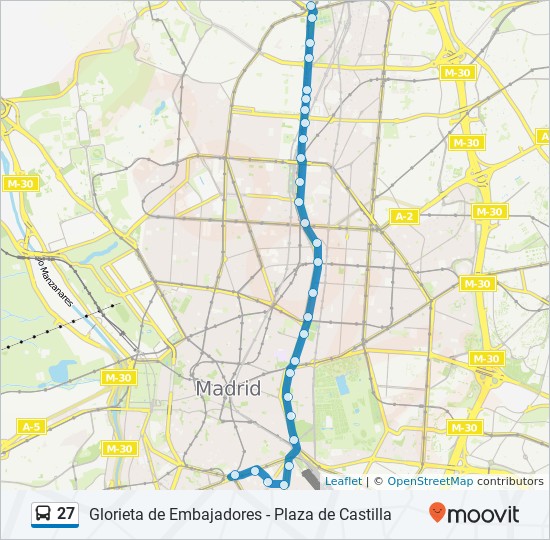 M-30
M-30
A
M-30
M-30
A-2
M-30
Río Manzanares
M-30
M-30
M-30
Madrid
A-5
M-30
M-30
Leaflet | © OpenStreetMap contributors
27 Glorieta de Embajadores - Plaza de Castilla
moovit